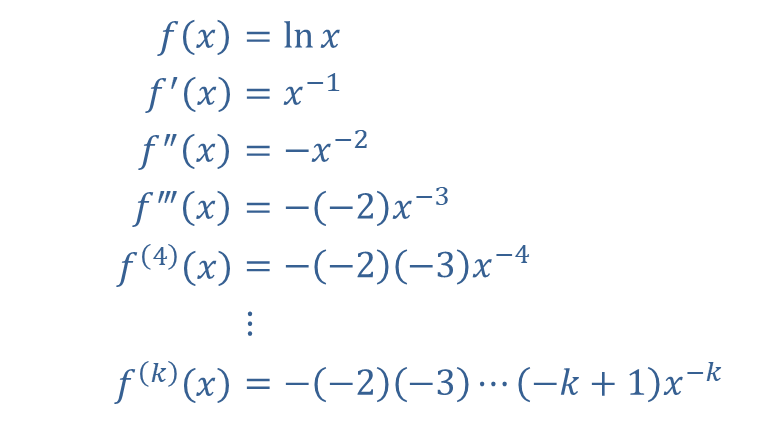 f(x) = ln x
f′(x) = x⁻¹
f″(x) = −x⁻²
f‴(x) = −(−2)x⁻³
f⁽⁴⁾(x) = −(−2)(−3)x⁻⁴
⋮
f⁽ᵏ⁾(x) = −(−2)(−3)⋯(−k + 1)x⁻ᵏ